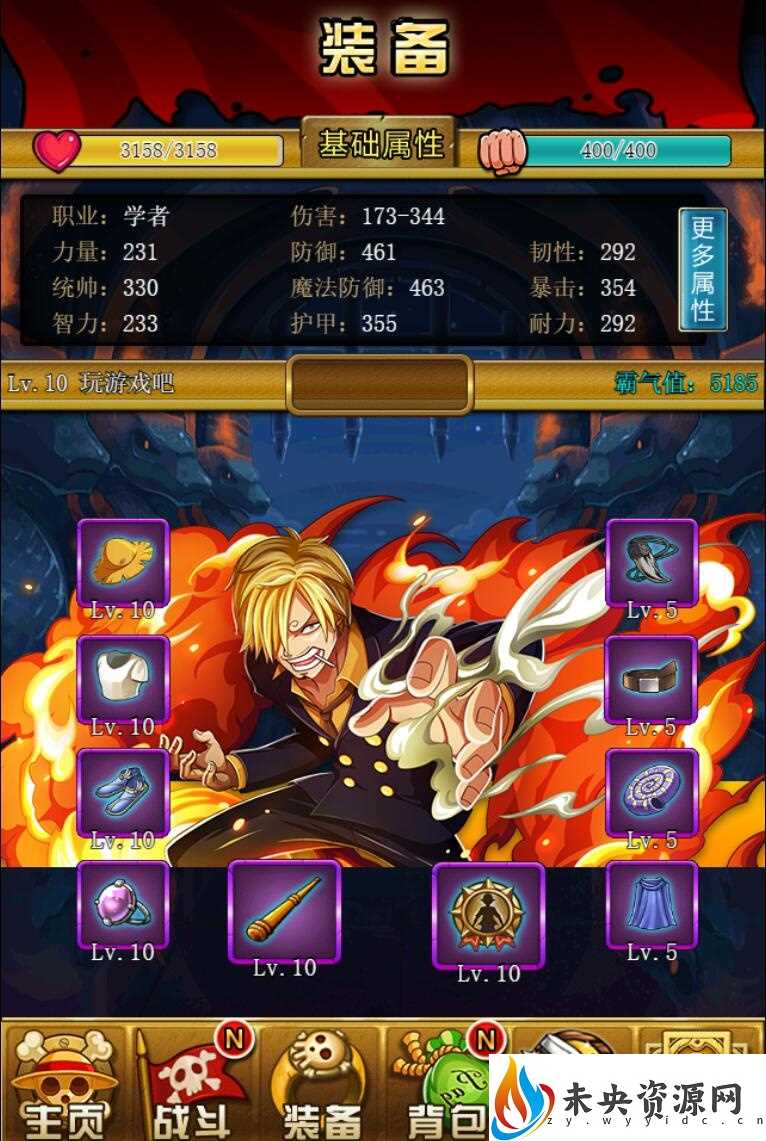 装备
3158/3158 基础属性 400/400
职业：学者 伤害：173-344
力量：231 防御：461 韧性：292
统帅：330 魔法防御：463 暴击：354
智力：233 护甲：355 耐力：292
更多属性
Lv.10 玩游戏吧 霸气值：5185
Lv.10 Lv.5
Lv.10 Lv.5
Lv.10 Lv.5
Lv.10 Lv.10 Lv.10 Lv.5
N N
主页 战斗 装备 背包
未央资源网
zy.wyyidc.cn